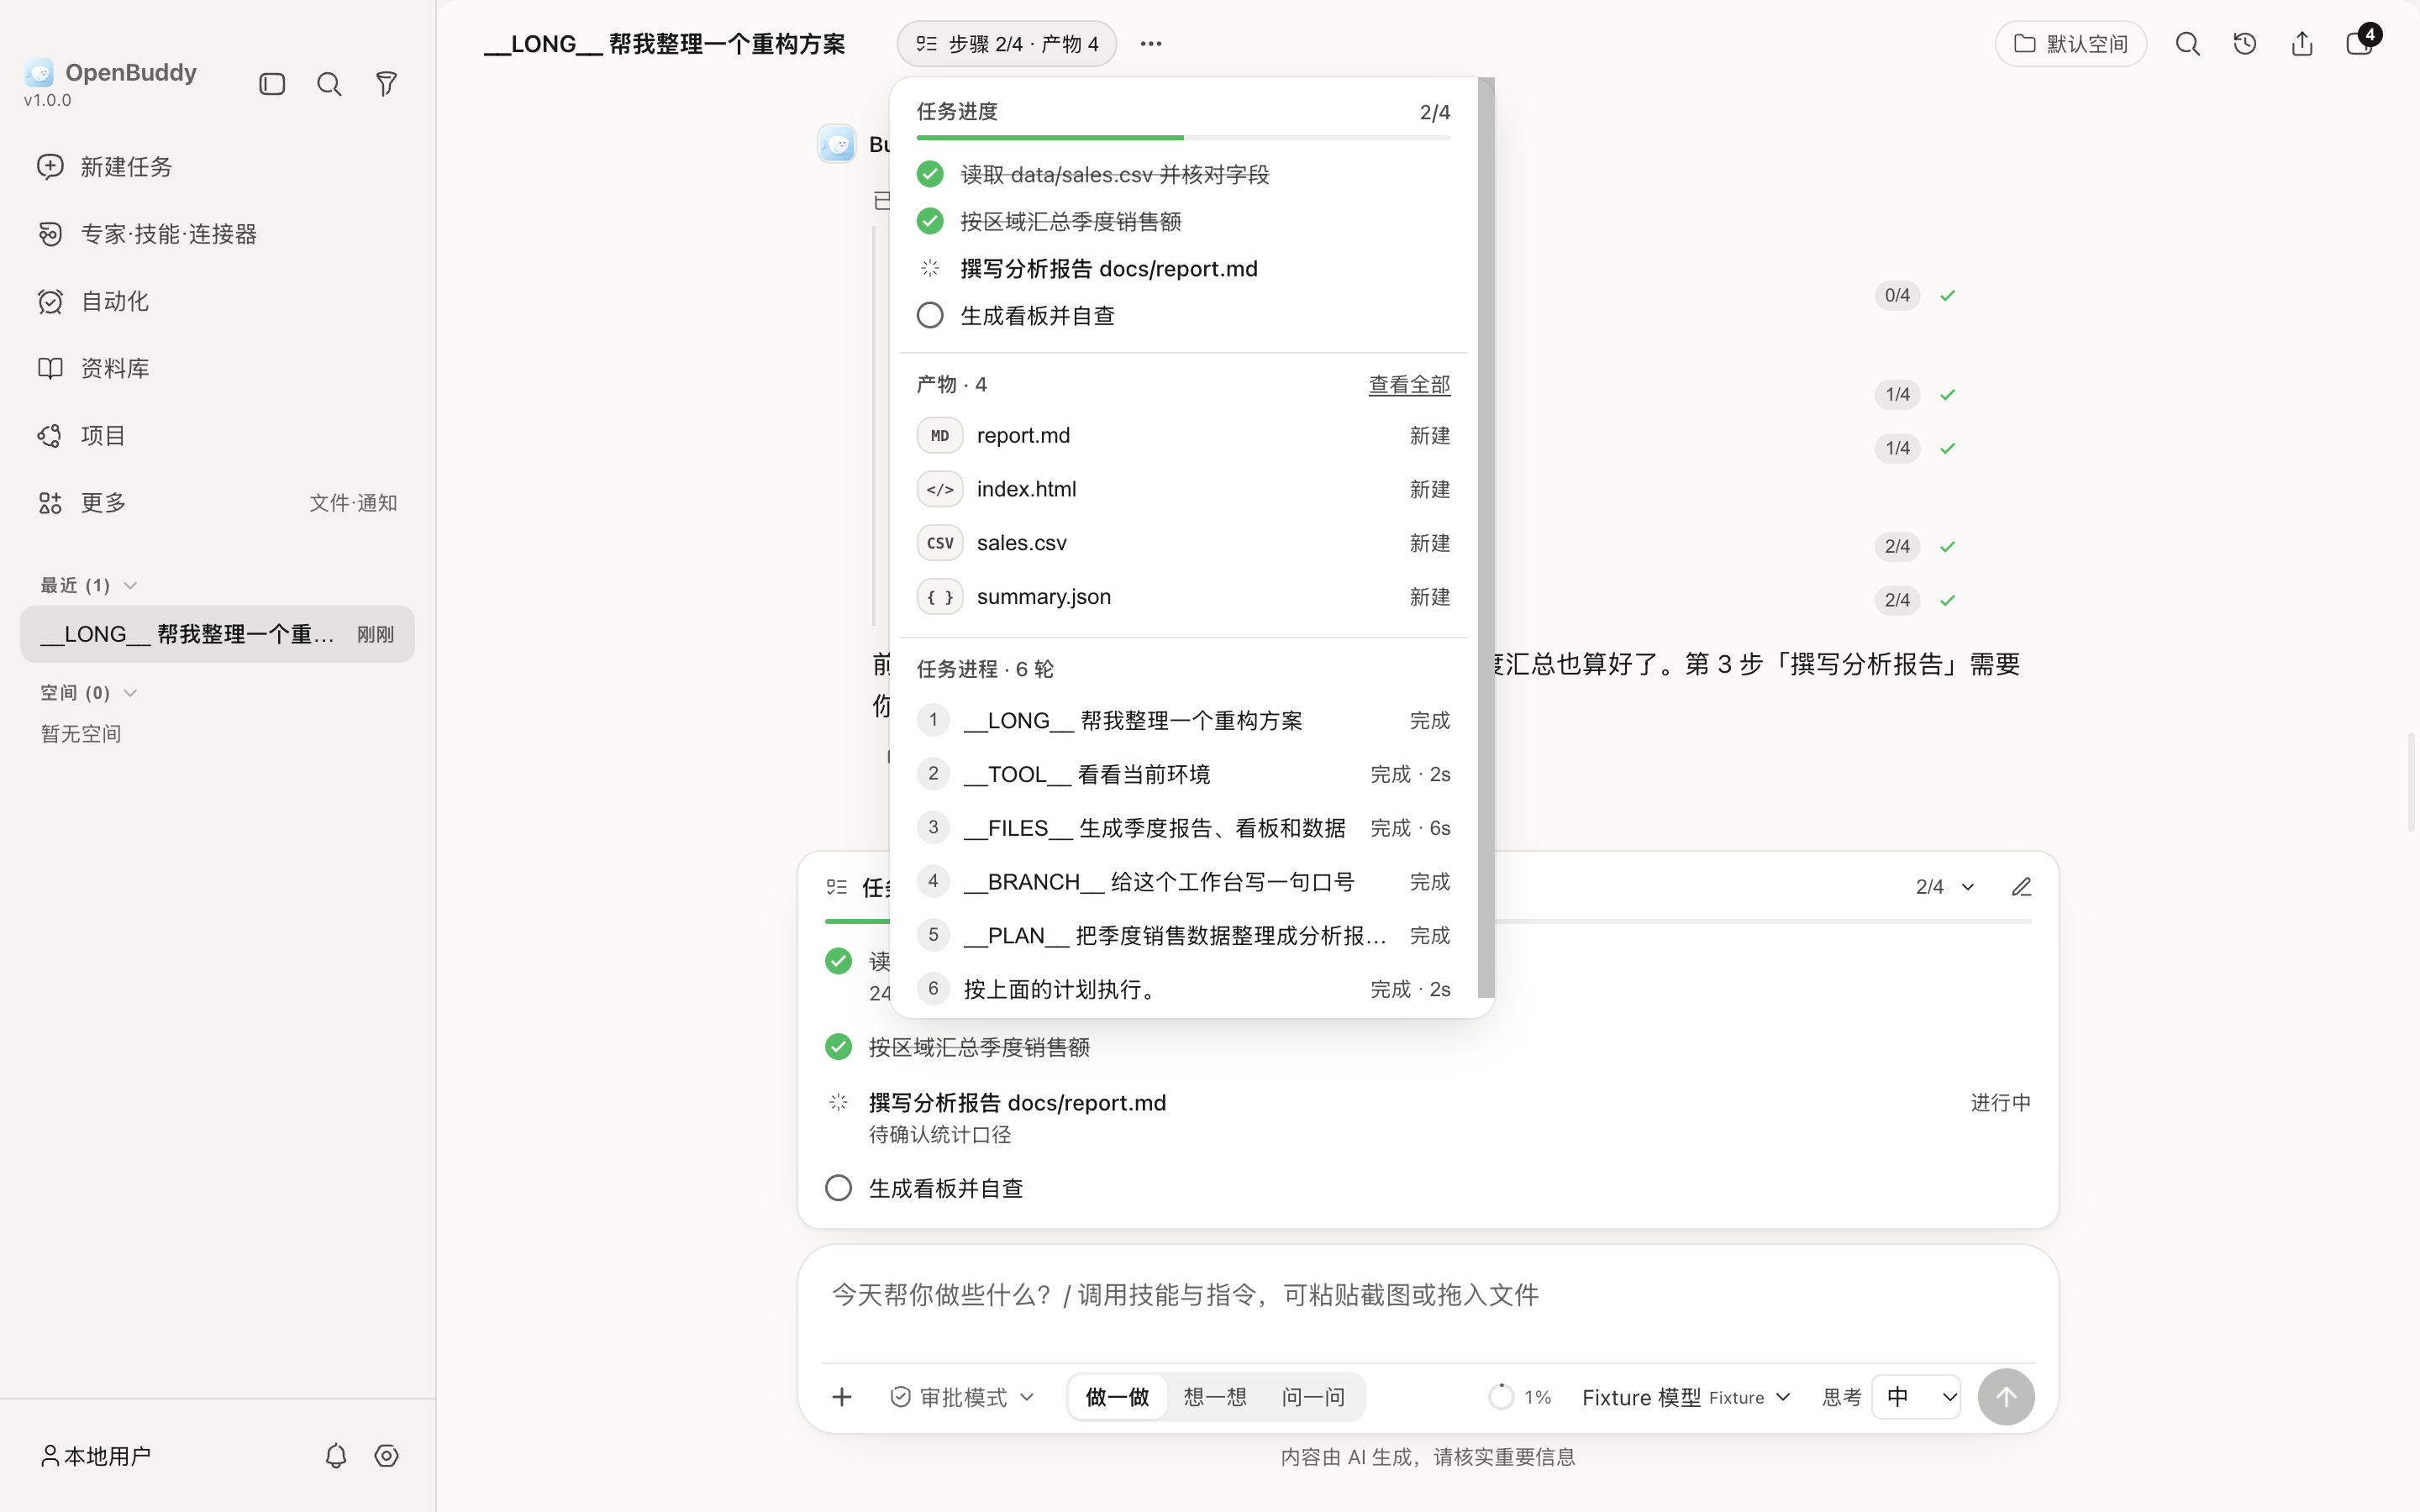 OpenBuddy
v1.0.0
新建任务
专家·技能·连接器
自动化
资料库
项目
更多
文件·通知
最近 (1)
__LONG__ 帮我整理一个重…
刚刚
空间 (0)
暂无空间
本地用户
__LONG__ 帮我整理一个重构方案
步骤 2/4 · 产物 4
默认空间
4
任务进度
2/4
读取 data/sales.csv 并核对字段
按区域汇总季度销售额
撰写分析报告 docs/report.md
生成看板并自查
产物 · 4
查看全部
MD report.md 新建
</> index.html 新建
CSV sales.csv 新建
{ } summary.json 新建
任务进程 · 6 轮
1 __LONG__ 帮我整理一个重构方案 完成
2 __TOOL__ 看看当前环境 完成 · 2s
3 __FILES__ 生成季度报告、看板和数据 完成 · 6s
4 __BRANCH__ 给这个工作台写一句口号 完成
5 __PLAN__ 把季度销售数据整理成分析报… 完成
6 按上面的计划执行。 完成 · 2s
Bu
已
0/4
1/4
1/4
2/4
2/4
前
度汇总也算好了。第 3 步「撰写分析报告」需要
你
任务
2/4
读
24
按区域汇总季度销售额
撰写分析报告 docs/report.md
进行中
待确认统计口径
生成看板并自查
今天帮你做些什么？/ 调用技能与指令，可粘贴截图或拖入文件
审批模式
做一做
想一想
问一问
1%
Fixture 模型 Fixture
思考
中
内容由 AI 生成，请核实重要信息